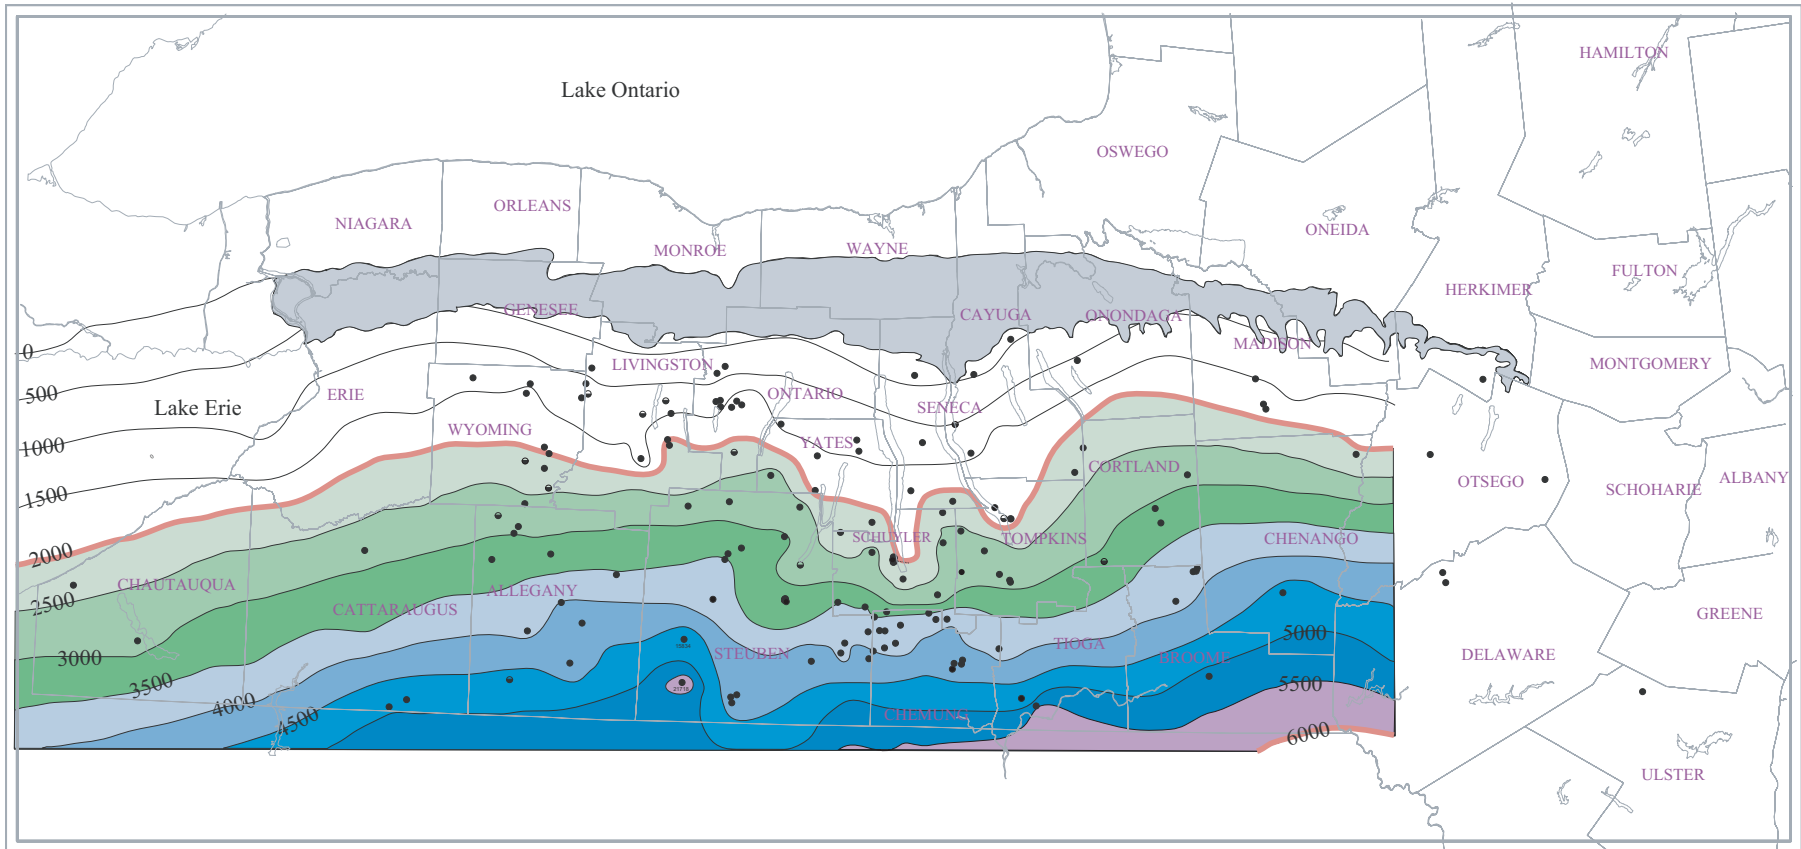 HAMILTON
Lake Ontario
OSWEGO
ORLEANS
NIAGARA
ONEIDA
MONROE
WAYNE
FULTON
HERKIMER
GENESEE
CAYUGA
ONONDAGA
MADISON
0
LIVINGSTON
MONTGOMERY
500
ERIE
ONTARIO
Lake Erie
SENECA
WYOMING
1000
YATES
CORTLAND
1500
OTSEGO
SCHOHARIE
ALBANY
SCHUYLER
TOMPKINS
CHENANGO
2000
CHAUTAUQUA
ALLEGANY
2500
CATTARAUGUS
GREENE
5000
TIOGA
STEUBEN
BROOME
DELAWARE
3000
3500
5500
21716
4000
CHEMUNG
4500
6000
ULSTER